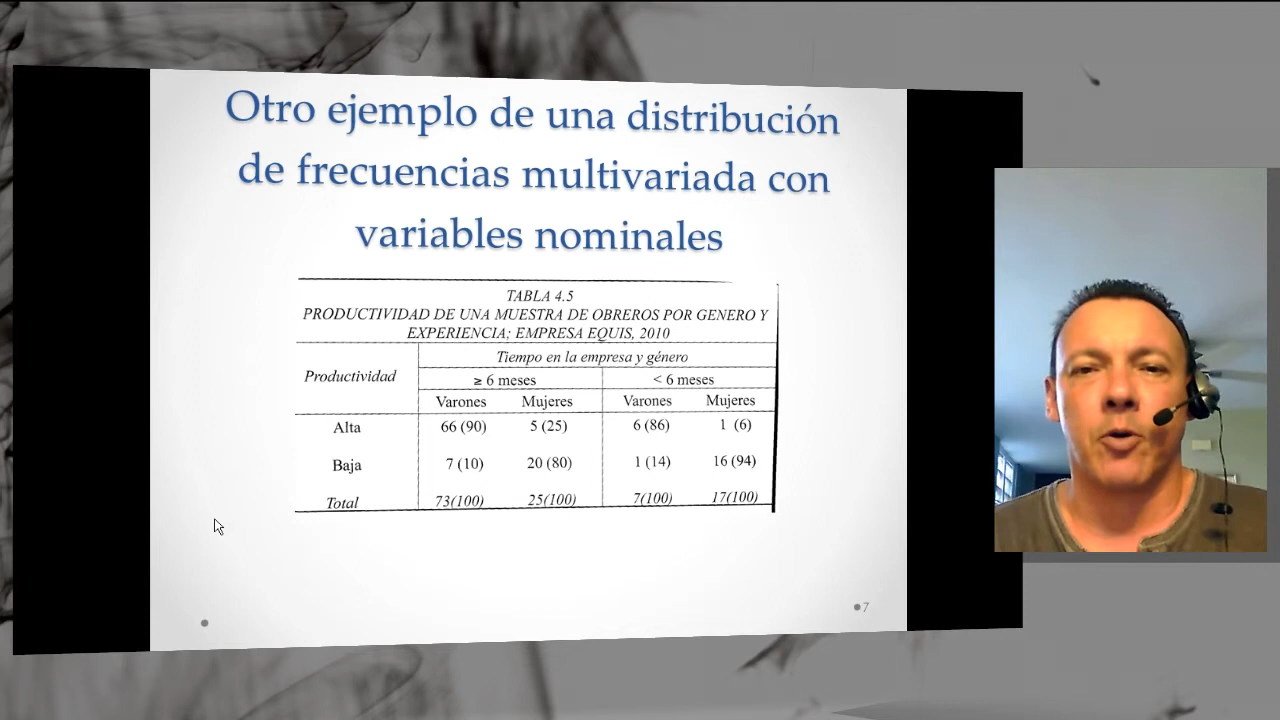 Otro ejemplo de una distribución
de frecuencias multivariada con
variables nominales
TABLA 4.5
PRODUCTIVIDAD DE UNA MUESTRA DE OBREROS POR GENERO Y
EXPERIENCIA; EMPRESA EQUIS, 2010
Productividad Tiempo en la empresa y género
≥ 6 meses < 6 meses
Varones Mujeres Varones Mujeres
Alta 66 (90) 5 (25) 6 (86) 1 (6)
Baja 7 (10) 20 (80) 1 (14) 16 (94)
Total 73(100) 25(100) 7(100) 17(100)
7